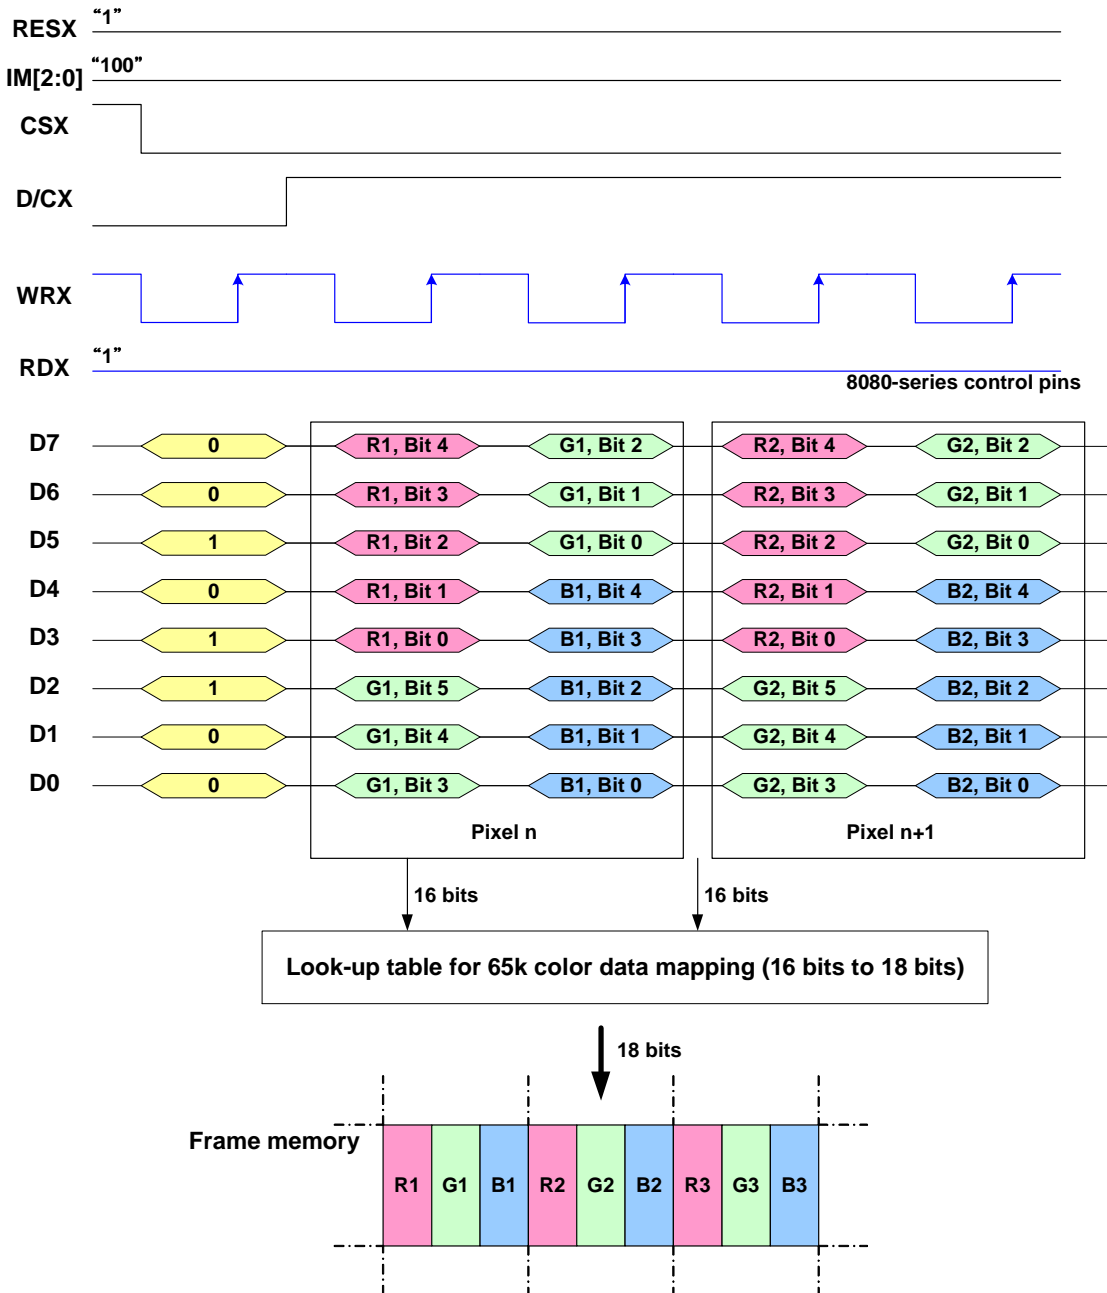 RESX “1”
IM[2:0] “100”
CSX
D/CX
WRX
RDX “1”
8080-series control pins
D7 0 R1, Bit 4 G1, Bit 2 R2, Bit 4 G2, Bit 2
D6 0 R1, Bit 3 G1, Bit 1 R2, Bit 3 G2, Bit 1
D5 1 R1, Bit 2 G1, Bit 0 R2, Bit 2 G2, Bit 0
D4 0 R1, Bit 1 B1, Bit 4 R2, Bit 1 B2, Bit 4
D3 1 R1, Bit 0 B1, Bit 3 R2, Bit 0 B2, Bit 3
D2 1 G1, Bit 5 B1, Bit 2 G2, Bit 5 B2, Bit 2
D1 0 G1, Bit 4 B1, Bit 1 G2, Bit 4 B2, Bit 1
D0 0 G1, Bit 3 B1, Bit 0 G2, Bit 3 B2, Bit 0
Pixel n Pixel n+1
16 bits 16 bits
Look-up table for 65k color data mapping (16 bits to 18 bits)
18 bits
Frame memory
R1 G1 B1 R2 G2 B2 R3 G3 B3